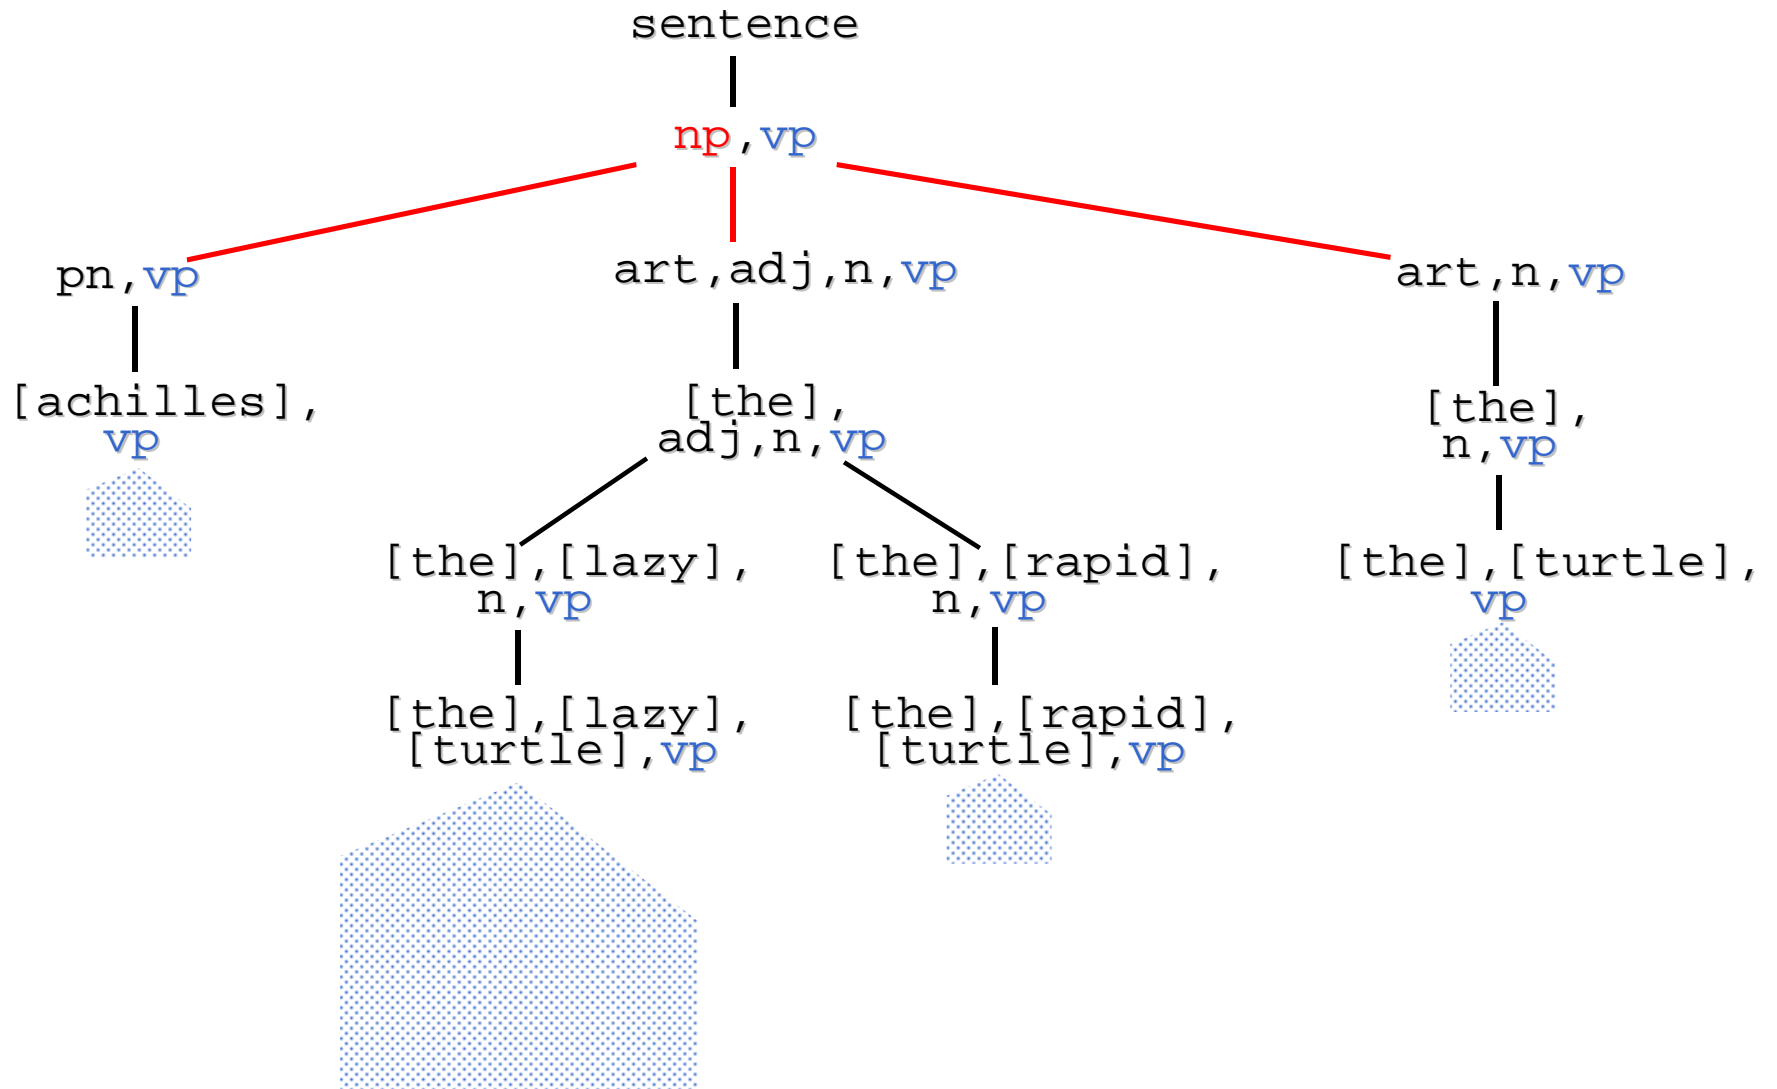 sentence
np,vp
pn,vp
art,adj,n,vp
art,n,vp
[achilles],
vp
[the],
adj,n,vp
[the],
n,vp
[the],[lazy],
n,vp
[the],[rapid],
n,vp
[the],[turtle],
vp
[the],[lazy],
[turtle],vp
[the],[rapid],
[turtle],vp